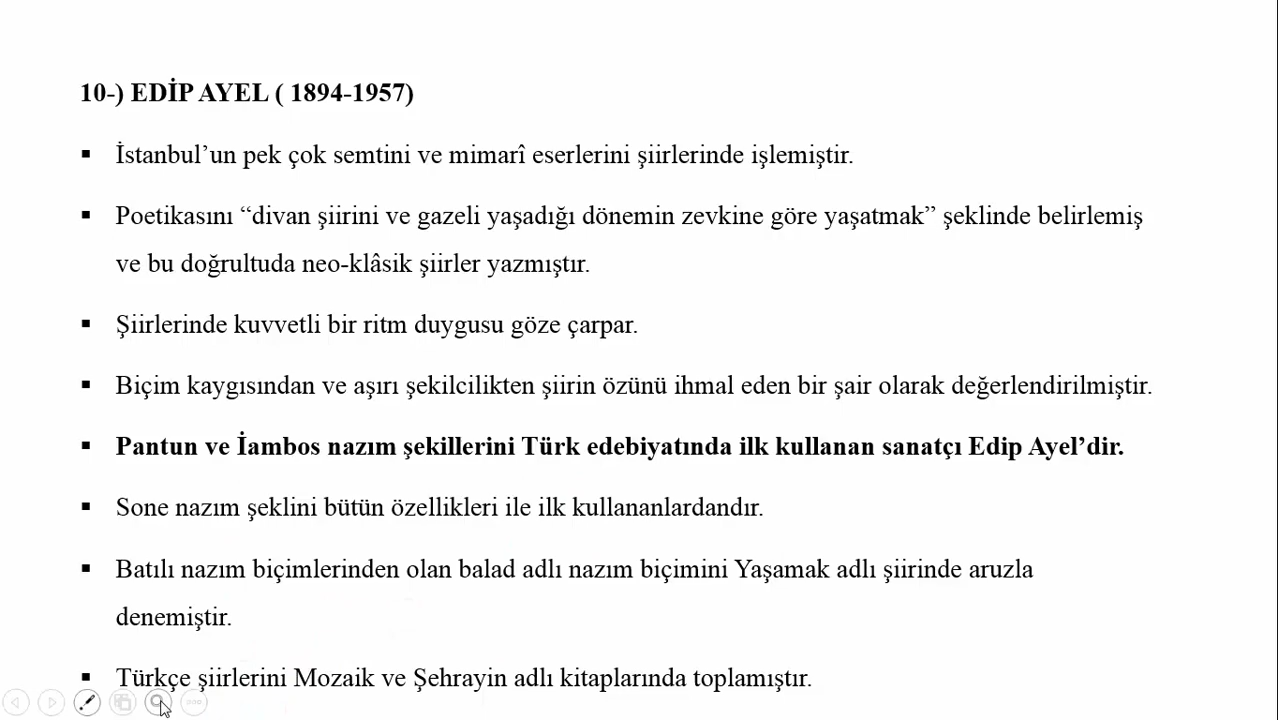 10-) EDİP AYEL ( 1894-1957)
▪ İstanbul’un pek çok semtini ve mimarî eserlerini şiirlerinde işlemiştir.
▪ Poetikasını “divan şiirini ve gazeli yaşadığı dönemin zevkine göre yaşatmak” şeklinde belirlemiş
ve bu doğrultuda neo-klâsik şiirler yazmıştır.
▪ Şiirlerinde kuvvetli bir ritm duygusu göze çarpar.
▪ Biçim kaygısından ve aşırı şekilcilikten şiirin özünü ihmal eden bir şair olarak değerlendirilmiştir.
▪ Pantun ve İambos nazım şekillerini Türk edebiyatında ilk kullanan sanatçı Edip Ayel’dir.
▪ Sone nazım şeklini bütün özellikleri ile ilk kullananlardandır.
▪ Batılı nazım biçimlerinden olan balad adlı nazım biçimini Yaşamak adlı şiirinde aruzla
denemiştir.
▪ Türkçe şiirlerini Mozaik ve Şehrayin adlı kitaplarında toplamıştır.